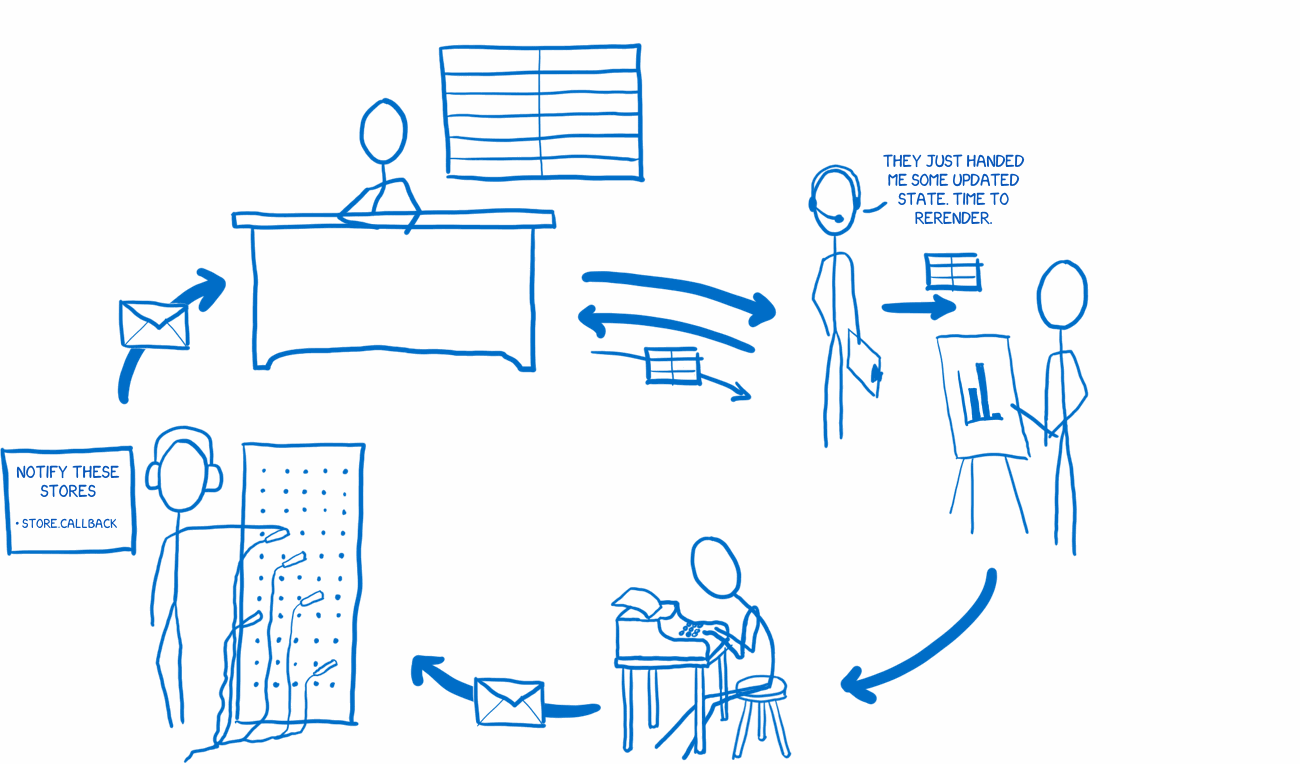 THEY JUST HANDED
ME SOME UPDATED
STATE. TIME TO
RERENDER.
NOTIFY THESE
STORES
• STORE.CALLBACK